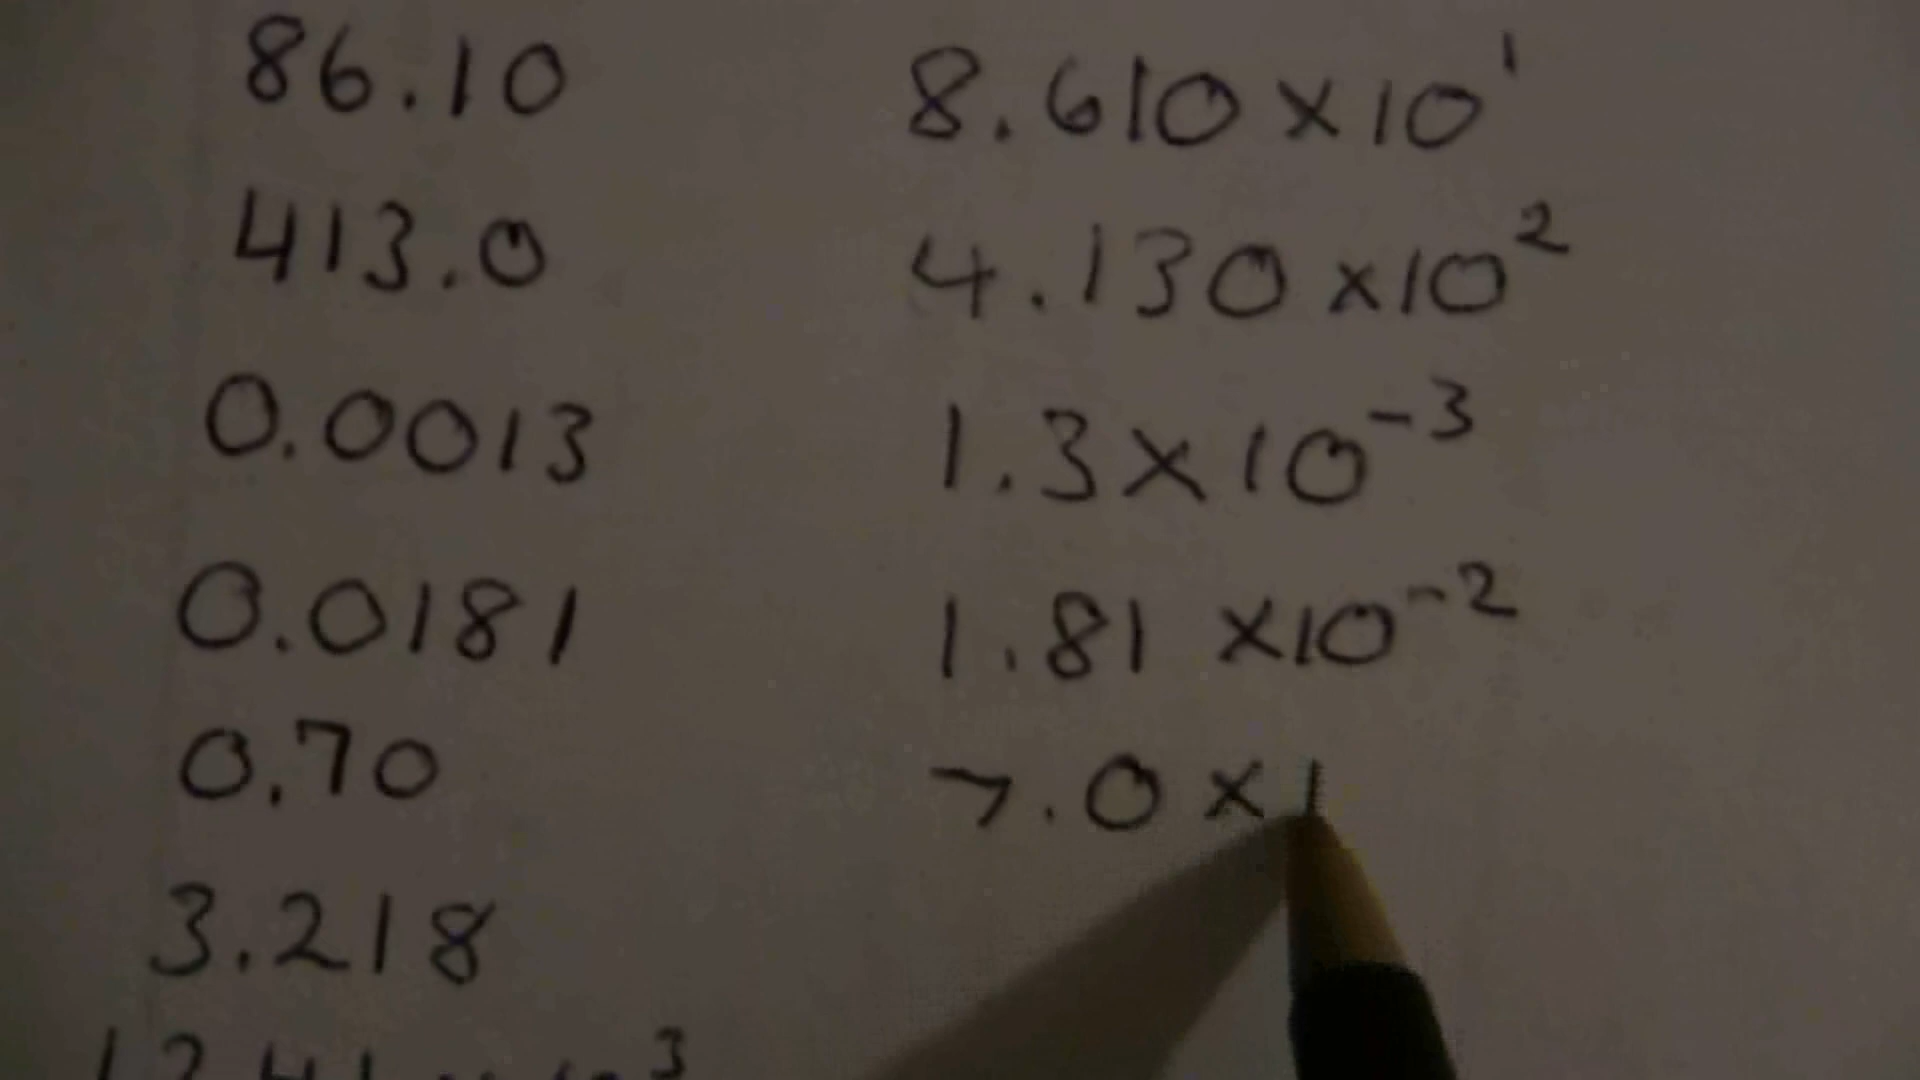 86.10 8.610 x 10¹
413.0 4.130 x 10²
0.0013 1.3 x 10⁻³
0.0181 1.81 x 10⁻²
0.70 7.0 x 1
3.218